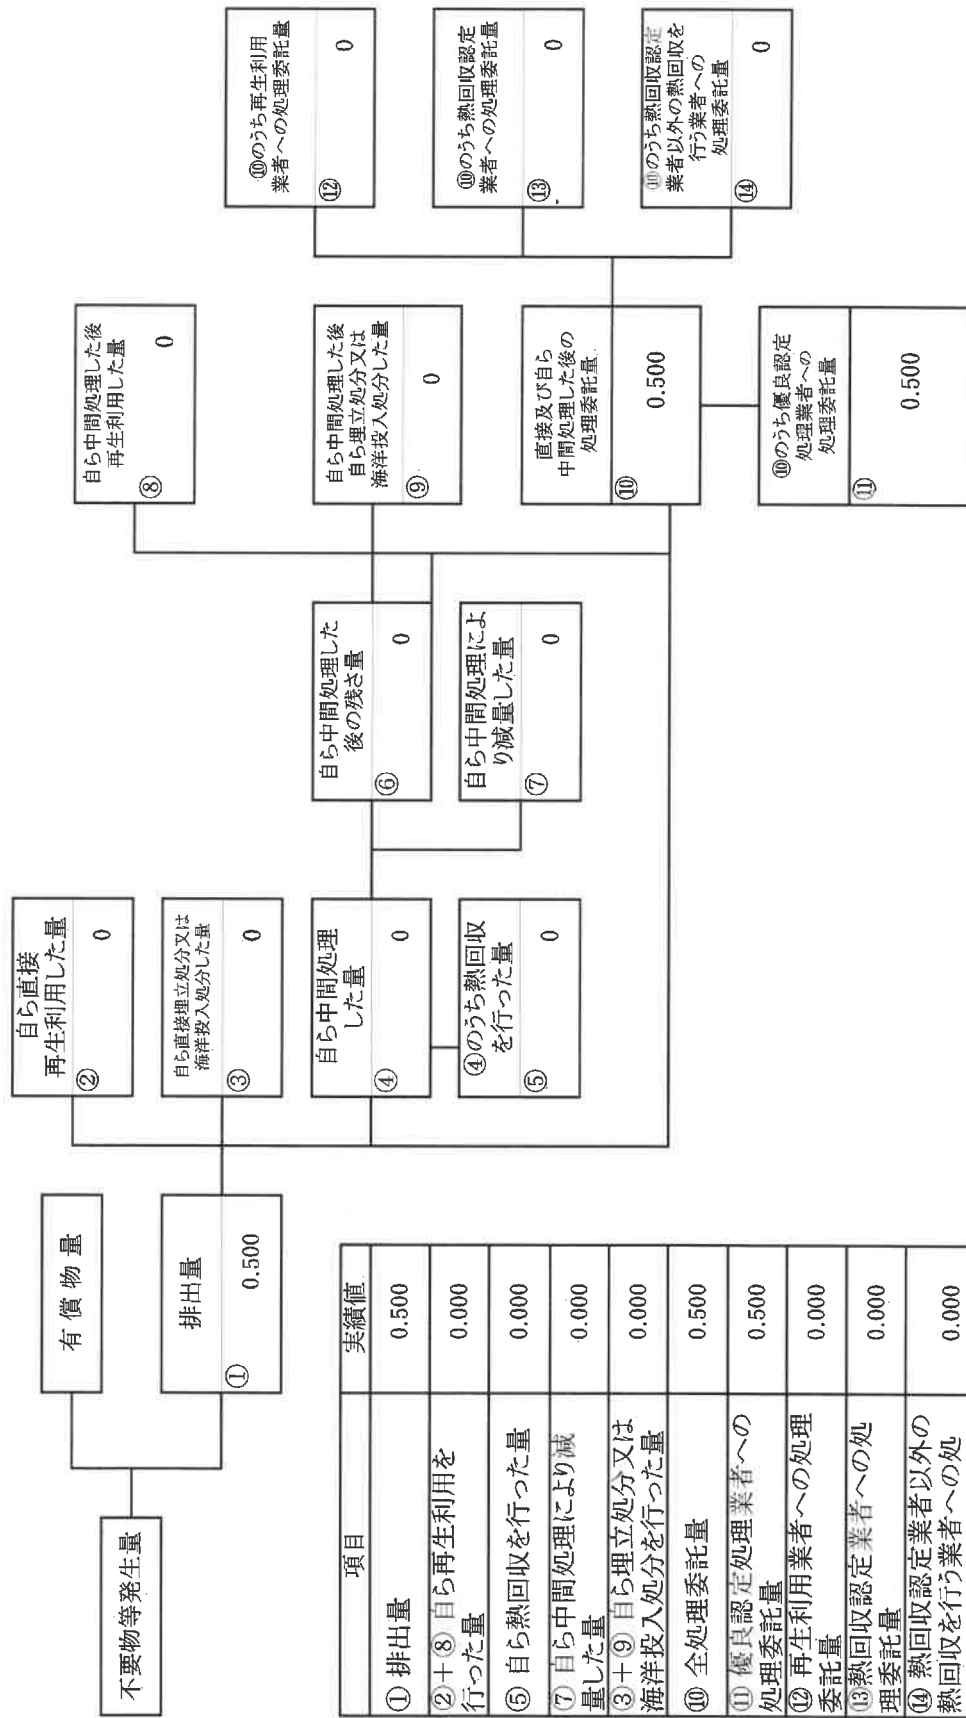 不要物等発生量
有償物量
排出量
①
0.500
自ら直接
再生利用した量
②
0
自ら直接埋立処分又は
海洋投入処分した量
③
0
自ら中間処理
した量
④
0
④のうち熱回収
を行った量
⑤
0
自ら中間処理した
後の残さ量
⑥
0
自ら中間処理によ
り減量した量
⑦
0
自ら中間処理した後
再生利用した量
⑧
0
自ら中間処理した後
自ら埋立処分又は
海洋投入処分した量
⑨
0
直接及び自ら
中間処理した後の
処理委託量
⑩
0.500
⑩のうち優良認定
処理業者への
処理委託量
⑪
0.500
⑩のうち再生利用
業者への処理委託量
⑫
0
⑩のうち熱回収認定
業者への処理委託量
⑬
0
⑩のうち熱回収認定
業者以外の熱回収を
行う業者への
処理委託量
⑭
0
項目 実績値
①排出量 0.500
②+⑧自ら再生利用を
行った量 0.000
⑤自ら熱回収を行った量 0.000
⑦自ら中間処理により減
量した量 0.000
③+⑨自ら埋立処分又は
海洋投入処分を行った量 0.000
⑩全処理委託量 0.500
⑪優良認定処理業者への
処理委託量 0.500
⑫再生利用業者への処理
委託量 0.000
⑬熱回収認定業者への処
理委託量 0.000
⑭熱回収認定業者以外の
熱回収を行う業者への処 0.000